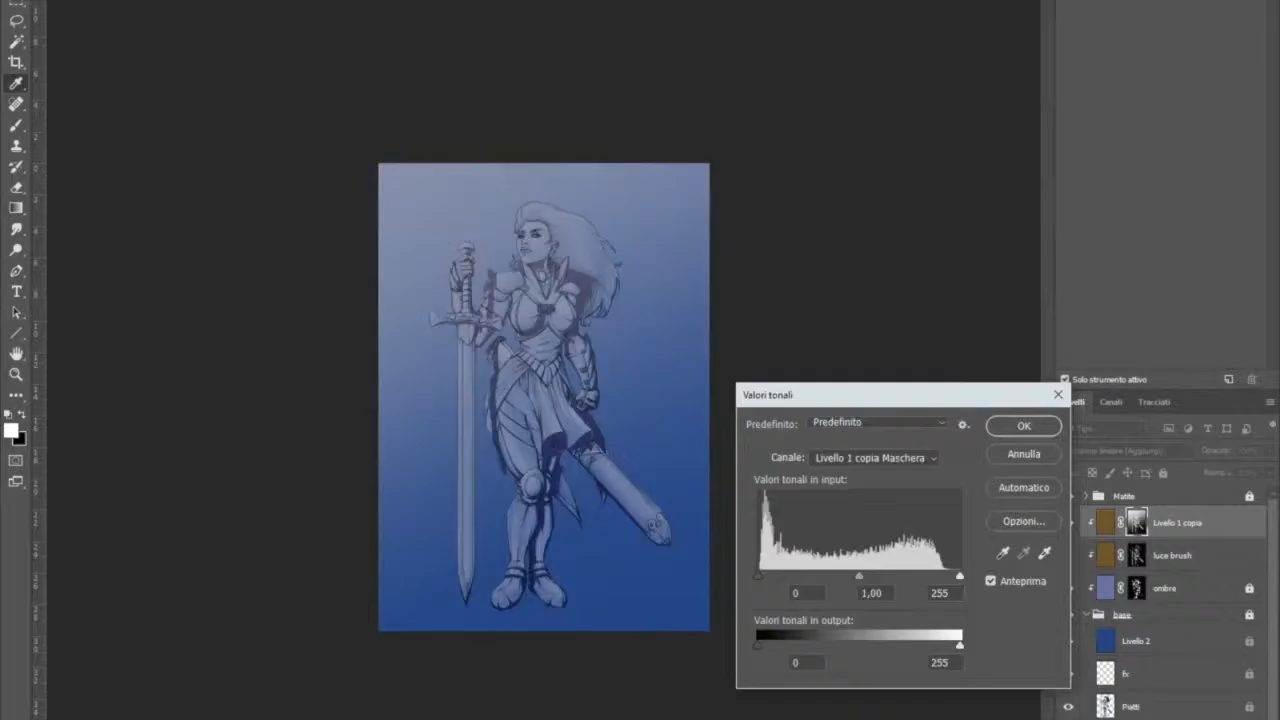 Valori tonali
Predefinito: Predefinito
OK
Canale: Livello 1 copia Maschera
Annulla
Valori tonali in input:
Automatico
Opzioni...
Anteprima
0 1,00 255
Valori tonali in output:
0 255
Solo strumento attivo
Canali Tracciati
Tipo
Opacità:
Matite
Livello 1 copia
luce brush
ombre
base
Livello 2
fx
Piatti